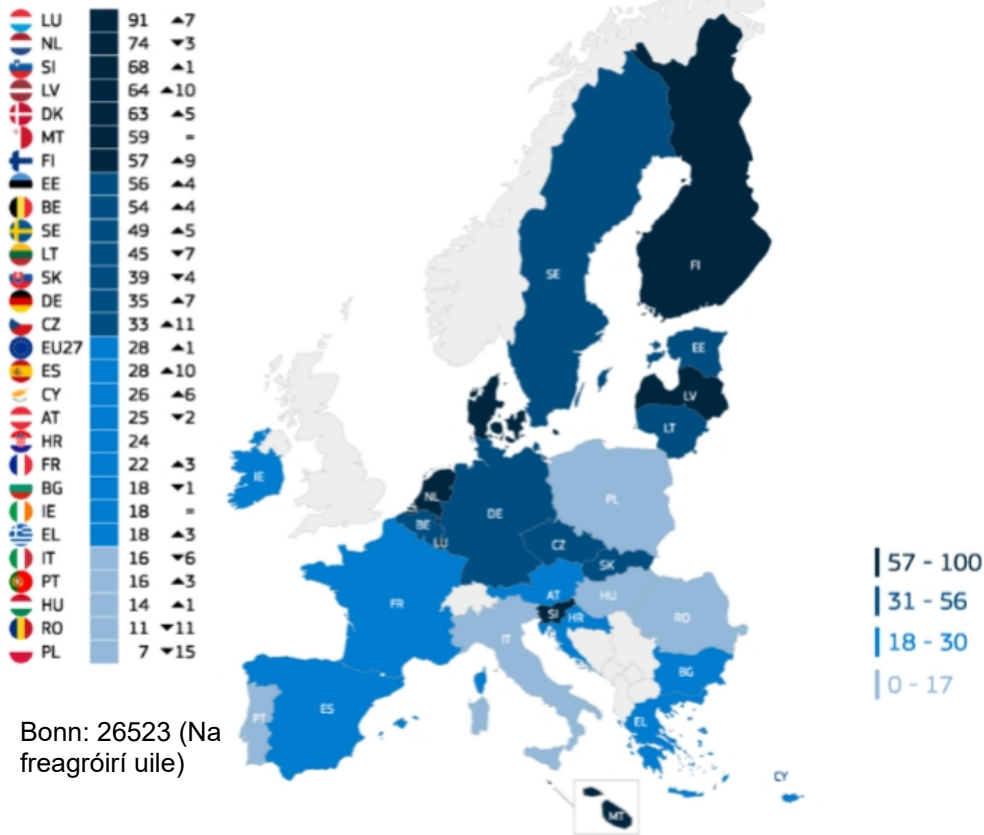 LU 91 ▲7
NL 74 ▼3
SI 68 ▲1
LV 64 ▲10
DK 63 ▲5
MT 59 =
FI 57 ▲9
EE 56 ▲4
BE 54 ▲4
SE 49 ▲5
LT 45 ▼7
SK 39 ▼4
DE 35 ▲7
CZ 33 ▲11
EU27 28 ▲1
ES 28 ▲10
CY 26 ▲6
AT 25 ▼2
HR 24
FR 22 ▲3
BG 18 ▼1
IE 18 =
EL 18 ▲3
IT 16 ▼6
PT 16 ▲3
HU 14 ▲1
RO 11 ▼11
PL 7 ▼15
Bonn: 26523 (Na
freagróirí uile)
FI
SE
EE
LV
LT
IE
NL
PL
DE
BE
LU
CZ
SK
AT
HU
FR
SI
HR
RO
IT
BG
ES
PT
EL
CY
MT
57 - 100
31 - 56
18 - 30
0 - 17